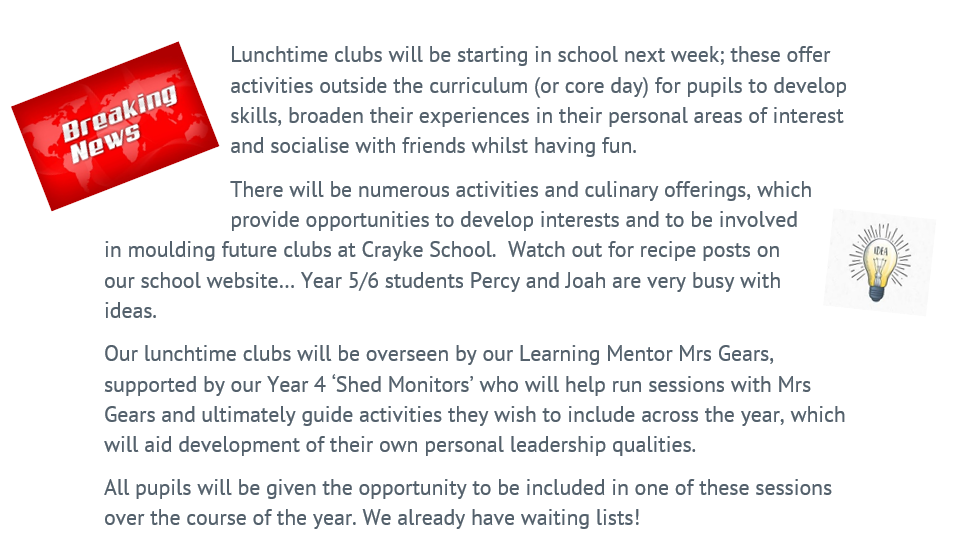 Breaking
News
Lunchtime clubs will be starting in school next week; these offer
activities outside the curriculum (or core day) for pupils to develop
skills, broaden their experiences in their personal areas of interest
and socialise with friends whilst having fun.
There will be numerous activities and culinary offerings, which
provide opportunities to develop interests and to be involved
in moulding future clubs at Crayke School.  Watch out for recipe posts on
our school website... Year 5/6 students Percy and Joah are very busy with
ideas.
IDEA
Our lunchtime clubs will be overseen by our Learning Mentor Mrs Gears,
supported by our Year 4 ‘Shed Monitors’ who will help run sessions with Mrs
Gears and ultimately guide activities they wish to include across the year, which
will aid development of their own personal leadership qualities.
All pupils will be given the opportunity to be included in one of these sessions
over the course of the year. We already have waiting lists!